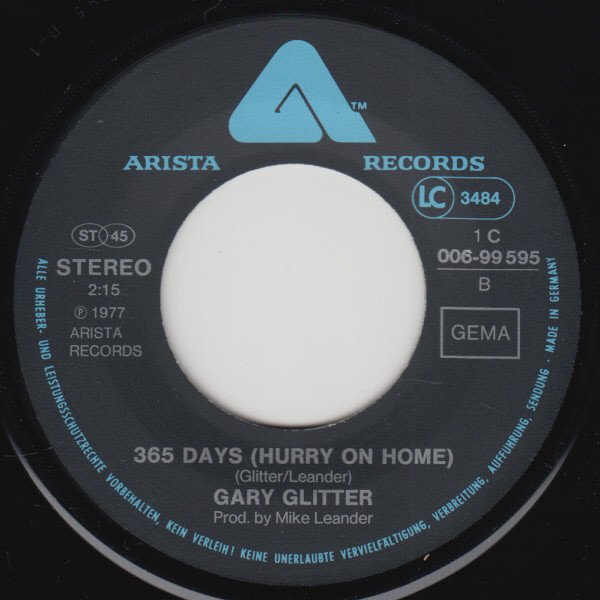 TM
ARISTA RECORDS
LC 3484
ST 45
STEREO
2:15
℗ 1977
ARISTA
RECORDS
1 C
006-99 595
B
GEMA
365 DAYS (HURRY ON HOME)
(Glitter/Leander)
GARY GLITTER
Prod. by Mike Leander
ALLE URHEBER- UND LEISTUNGSSCHUTZRECHTE VORBEHALTEN, KEIN VERLEIH! KEINE UNERLAUBTE VERVIELFÄLTIGUNG, VERBREITUNG, AUFFÜHRUNG, SENDUNG · MADE IN GERMANY